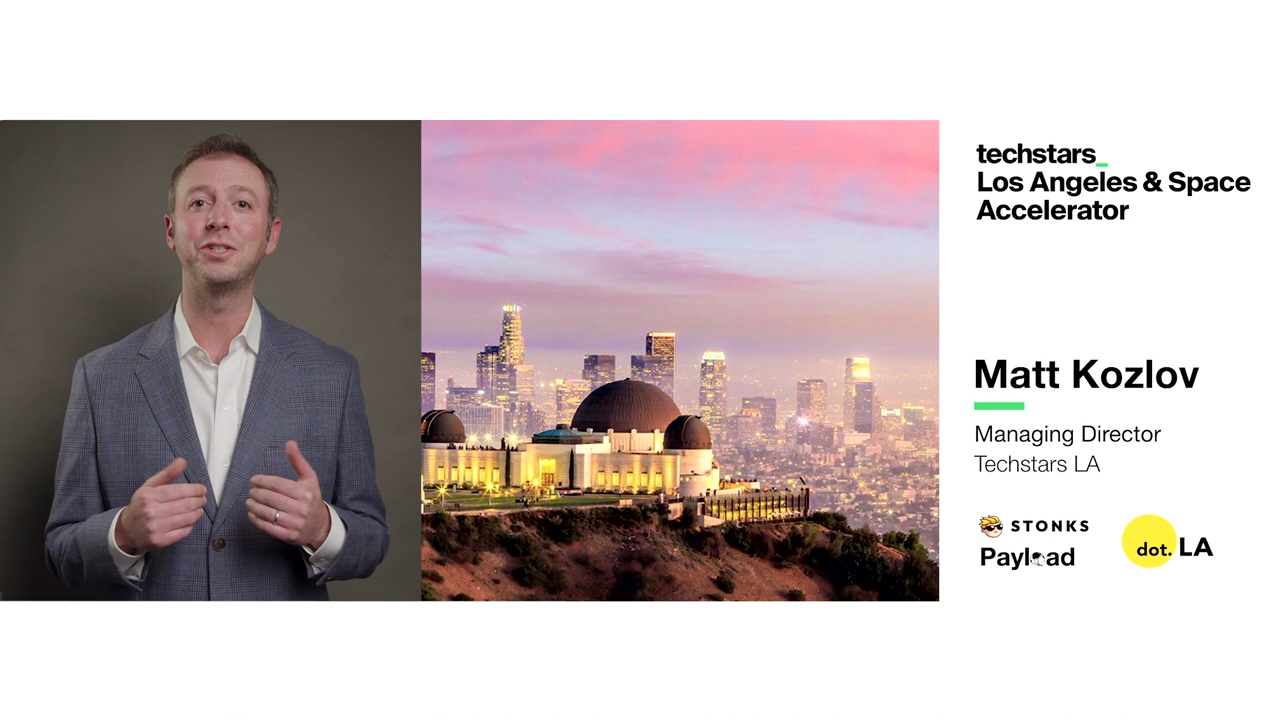 techstars_
Los Angeles & Space
Accelerator
Matt Kozlov
Managing Director
Techstars LA
STONKS
Payload
dot.LA